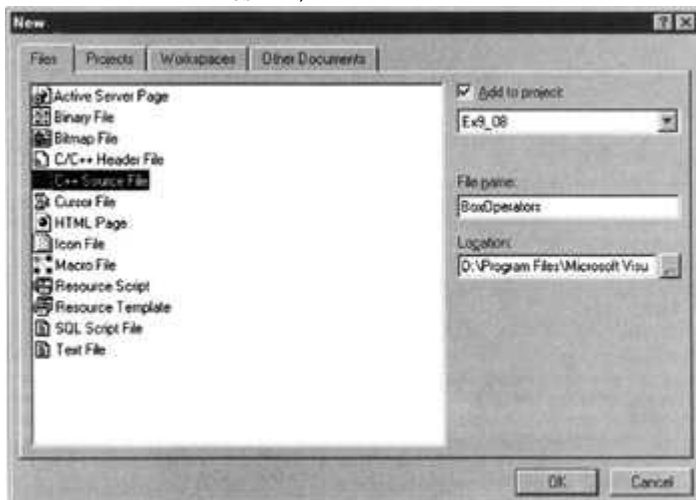 New
Files Projects Workspaces Other Documents
Active Server Page
Binary File
Bitmap File
C/C++ Header File
C++ Source File
Cursor File
HTML Page
Icon File
Macro File
Resource Script
Resource Template
SQL Script File
Text File
Add to project:
Ex9_08
File name:
BoxOperators
Location:
D:\Program Files\Microsoft Visu ...
OK Cancel